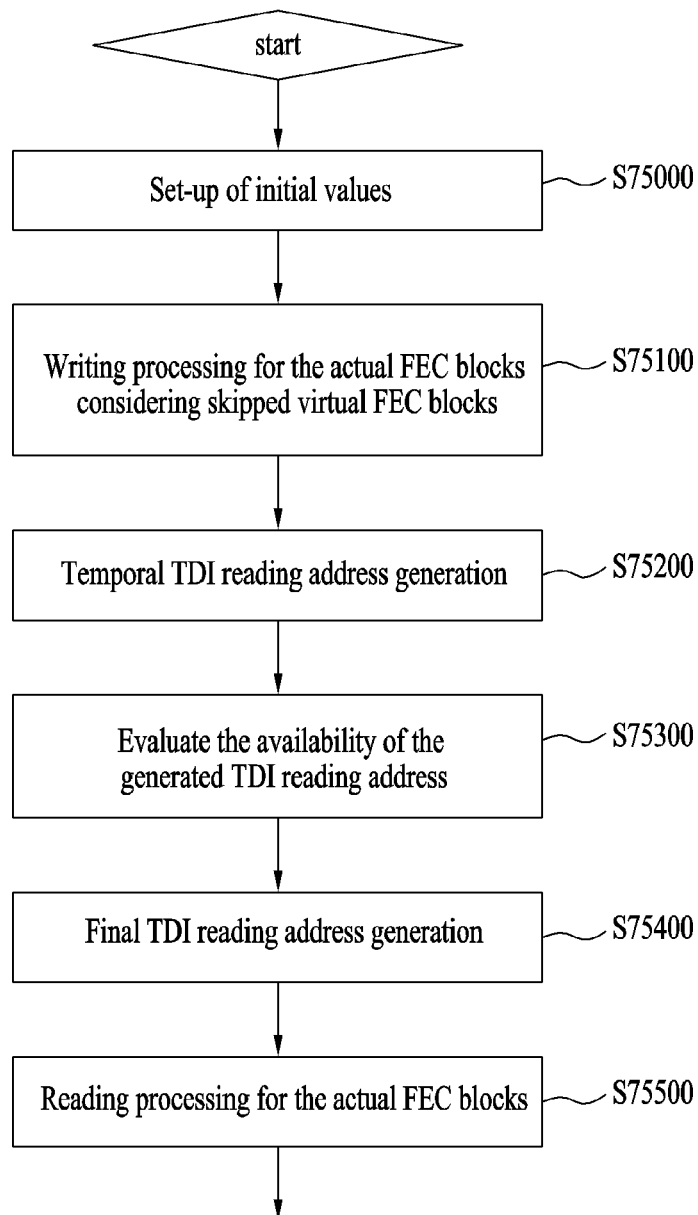 start
Set-up of initial values
S75000
Writing processing for the actual FEC blocks
considering skipped virtual FEC blocks
S75100
Temporal TDI reading address generation
S75200
Evaluate the availability of the
generated TDI reading address
S75300
Final TDI reading address generation
S75400
Reading processing for the actual FEC blocks
S75500